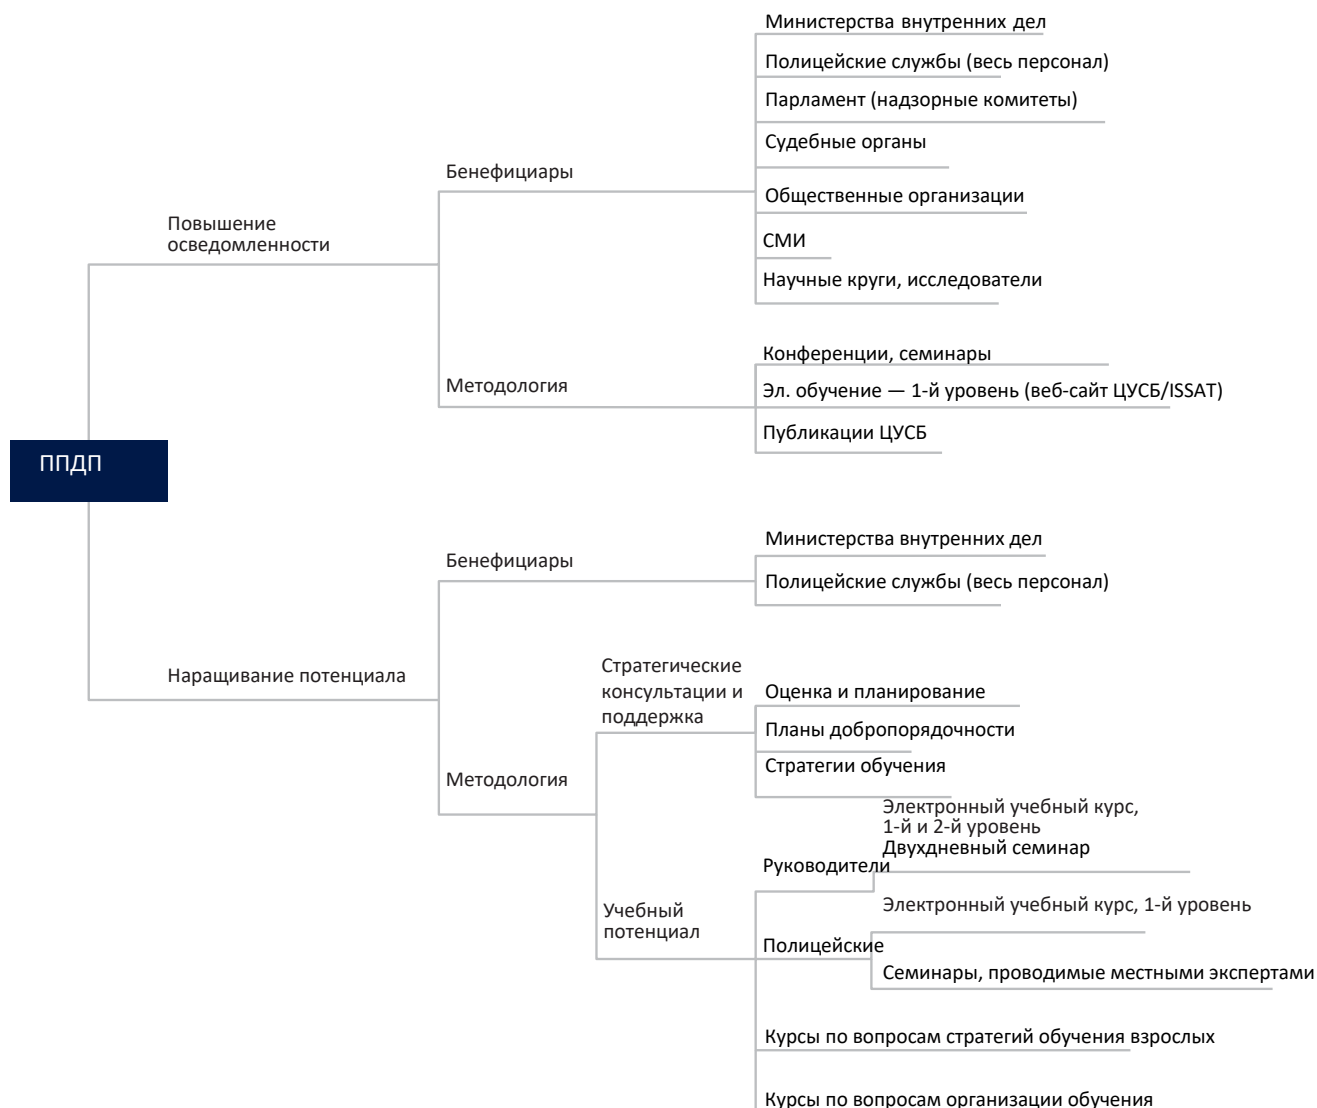 Министерства внутренних дел
Полицейские службы (весь персонал)
Парламент (надзорные комитеты)
Судебные органы
Бенефициары
Общественные организации
Повышение
осведомленности
СМИ
Научные круги, исследователи
Конференции, семинары
Методология
Эл. обучение — 1-й уровень (веб-сайт ЦУСБ/ISSAT)
Публикации ЦУСБ
ППДП
Министерства внутренних дел
Бенефициары
Полицейские службы (весь персонал)
Наращивание потенциала
Стратегические
консультации и
поддержка
Оценка и планирование
Планы добропорядочности
Стратегии обучения
Методология
Электронный учебный курс,
1-й и 2-й уровень
Двухдневный семинар
Руководители
Электронный учебный курс, 1-й уровень
Учебный
потенциал
Полицейские
Семинары, проводимые местными экспертами
Курсы по вопросам стратегий обучения взрослых
Курсы по вопросам организации обучения